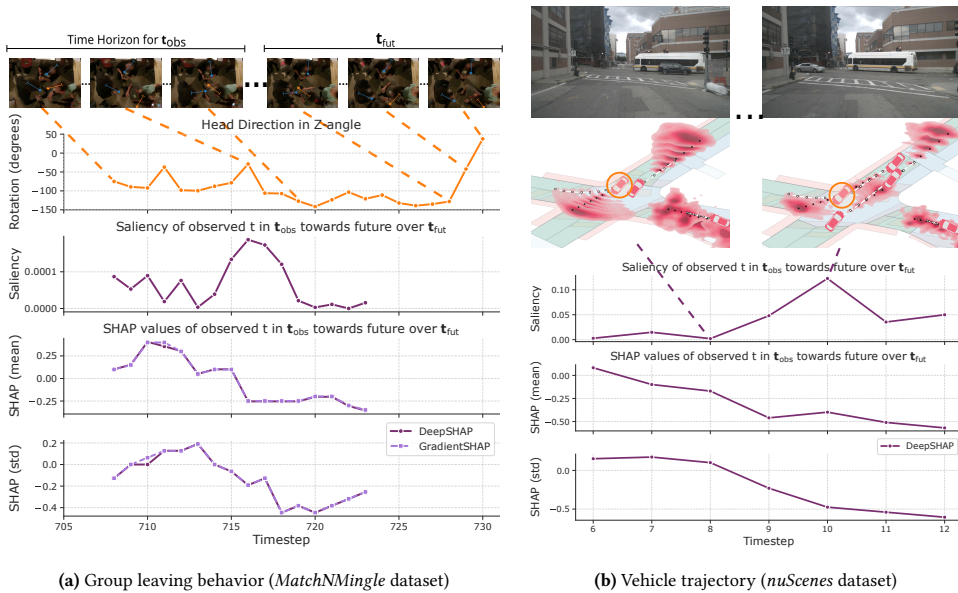 Time Horizon for tobs
tfut
...
Head Direction in Z-angle
Rotation (degrees)
50
0
−50
−100
−150
Saliency of observed t in tobs towards future over tfut
Saliency
0.0001
0.0000
SHAP values of observed t in tobs towards future over tfut
SHAP (mean)
0.25
0.00
−0.25
DeepSHAP
GradientSHAP
SHAP (std)
0.2
0.0
−0.2
−0.4
705
710
715
720
725
730
Timestep
(a) Group leaving behavior (MatchNMingle dataset)
...
Saliency of observed t in tobs towards future over tfut
Saliency
0.10
0.05
0.00
SHAP values of observed t in tobs towards future over tfut
SHAP (mean)
0.00
−0.25
−0.50
DeepSHAP
SHAP (std)
0.0
−0.5
6
7
8
9
10
11
12
Timestep
(b) Vehicle trajectory (nuScenes dataset)